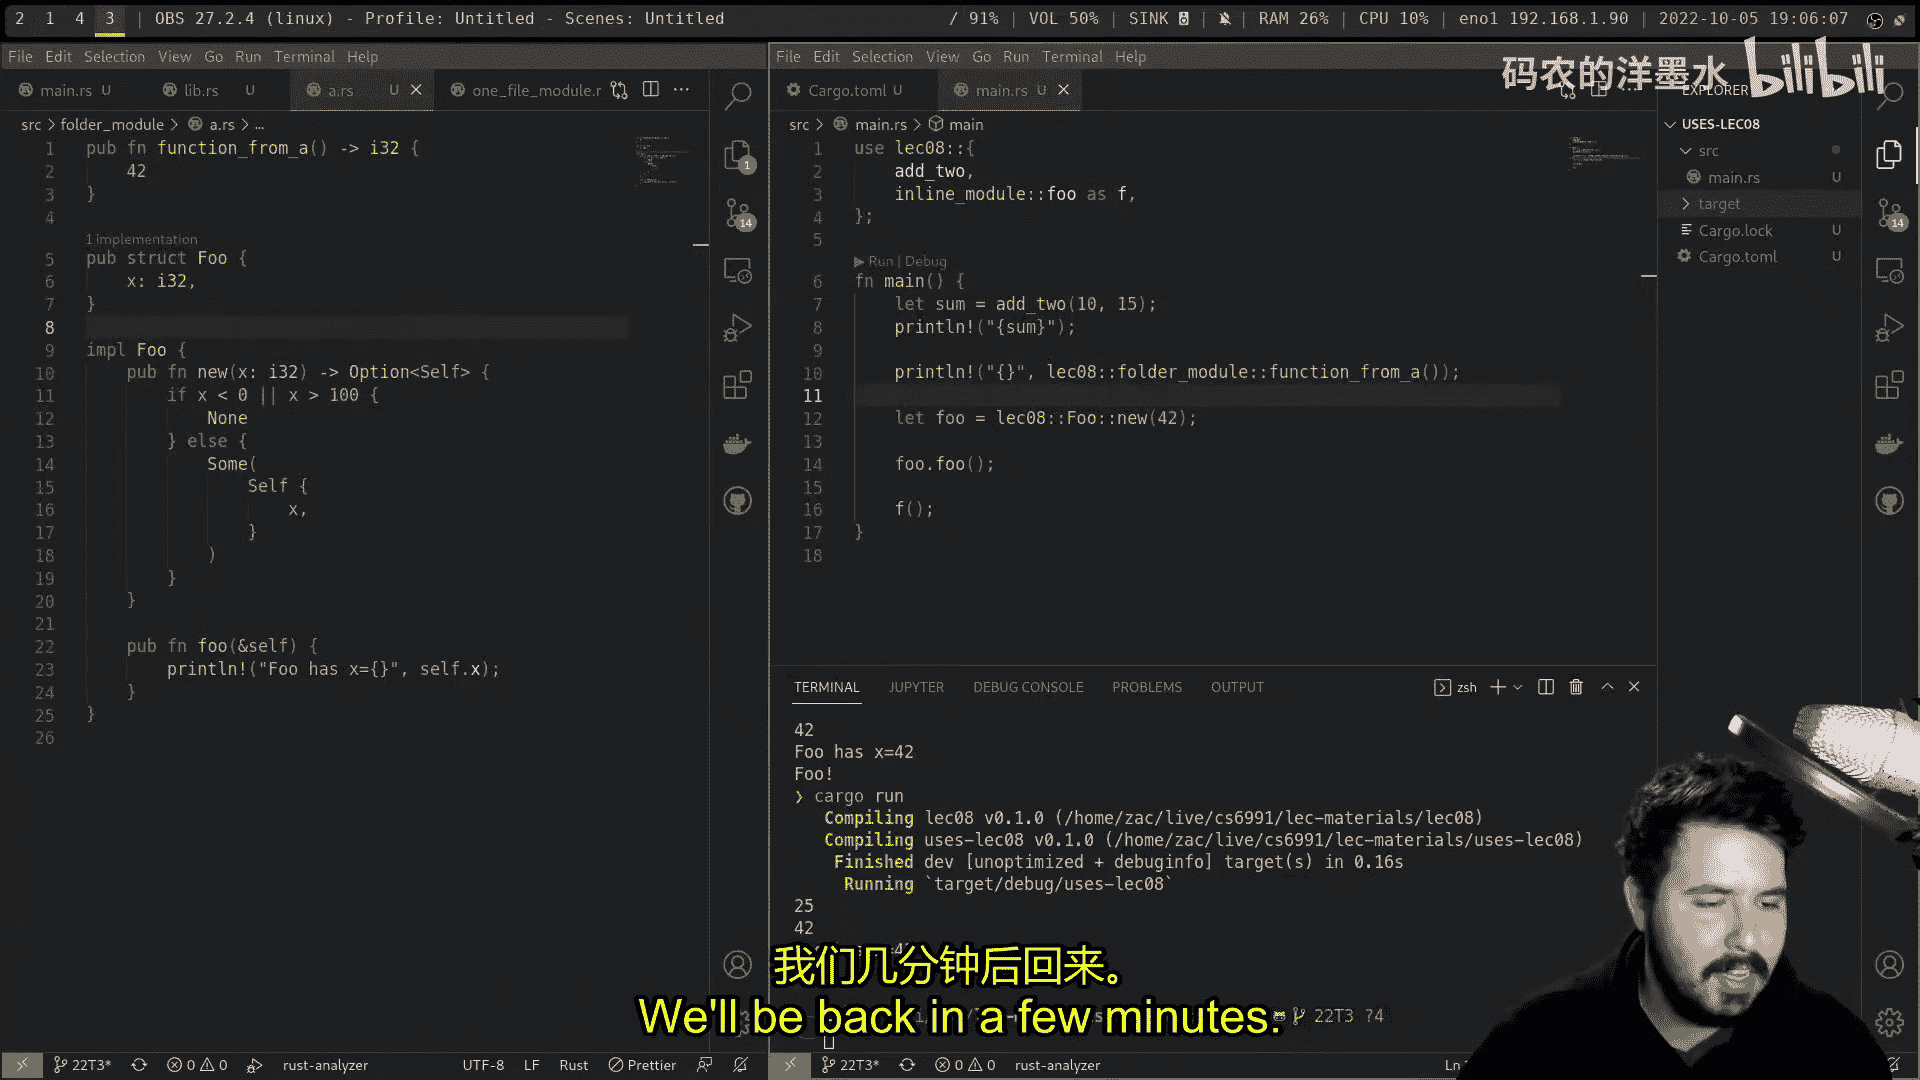 2 1 4 3 | OBS 27.2.4 (linux) - Profile: Untitled - Scenes: Untitled
/ 91% | VOL 50% | SINK | | RAM 26% | CPU 10% | eno1 192.168.1.90 | 2022-10-05 19:06:07
File Edit Selection View Go Run Terminal Help
main.rs U lib.rs U a.rs U one_file_module.r
src > folder_module > a.rs > ...
1 pub fn function_from_a() -> i32 {
2 42
3 }
4
1 implementation
5 pub struct Foo {
6 x: i32,
7 }
8
9 impl Foo {
10 pub fn new(x: i32) -> Option<Self> {
11 if x < 0 || x > 100 {
12 None
13 } else {
14 Some(
15 Self {
16 x,
17 }
18 )
19 }
20 }
21
22 pub fn foo(&self) {
23 println!("Foo has x={}", self.x);
24 }
25 }
26
1
14
File Edit Selection View Go Run Terminal Help
Cargo.toml U main.rs U
src > main.rs > main
1 use lec08::{
2 add_two,
3 inline_module::foo as f,
4 };
5
Run | Debug
6 fn main() {
7 let sum = add_two(10, 15);
8 println!("{sum}");
9
10 println!("{}", lec08::folder_module::function_from_a());
11
12 let foo = lec08::Foo::new(42);
13
14 foo.foo();
15
16 f();
17 }
18
码农的洋墨水 bilibili
EXPLORER
USES-LEC08
src
main.rs U
target
Cargo.lock U
Cargo.toml U
14
TERMINAL JUPYTER DEBUG CONSOLE PROBLEMS OUTPUT zsh
42
Foo has x=42
Foo!
❯ cargo run
Compiling lec08 v0.1.0 (/home/zac/live/cs6991/lec-materials/lec08)
Compiling uses-lec08 v0.1.0 (/home/zac/live/cs6991/lec-materials/uses-lec08)
Finished dev [unoptimized + debuginfo] target(s) in 0.16s
Running `target/debug/uses-lec08`
25
42
我们几分钟后回来。
We'll be back in a few minutes.
22T3 ?4
22T3* 0 0 rust-analyzer UTF-8 LF Rust Prettier
22T3* 0 0 rust-analyzer Ln